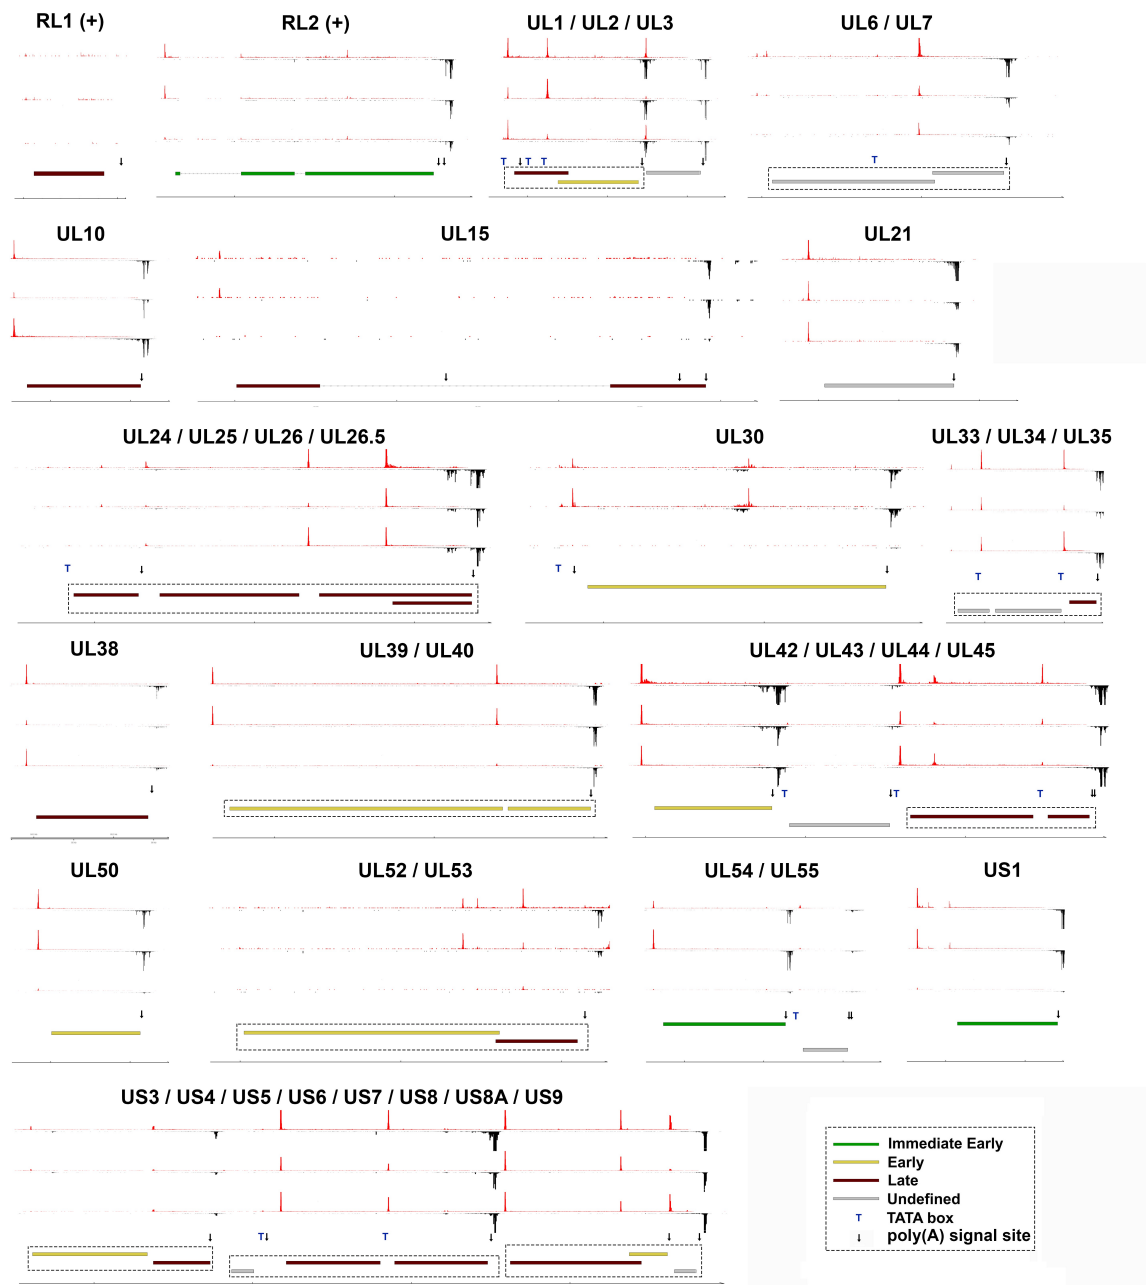 RL1 (+) RL2 (+) UL1 / UL2 / UL3 UL6 / UL7
T T T T
UL10 UL15 UL21
UL24 / UL25 / UL26 / UL26.5 UL30 UL33 / UL34 / UL35
T T T T
UL38 UL39 / UL40 UL42 / UL43 / UL44 / UL45
T T T
UL50 UL52 / UL53 UL54 / UL55 US1
T
US3 / US4 / US5 / US6 / US7 / US8 / US8A / US9
T T
Immediate Early
Early
Late
Undefined
T TATA box
poly(A) signal site